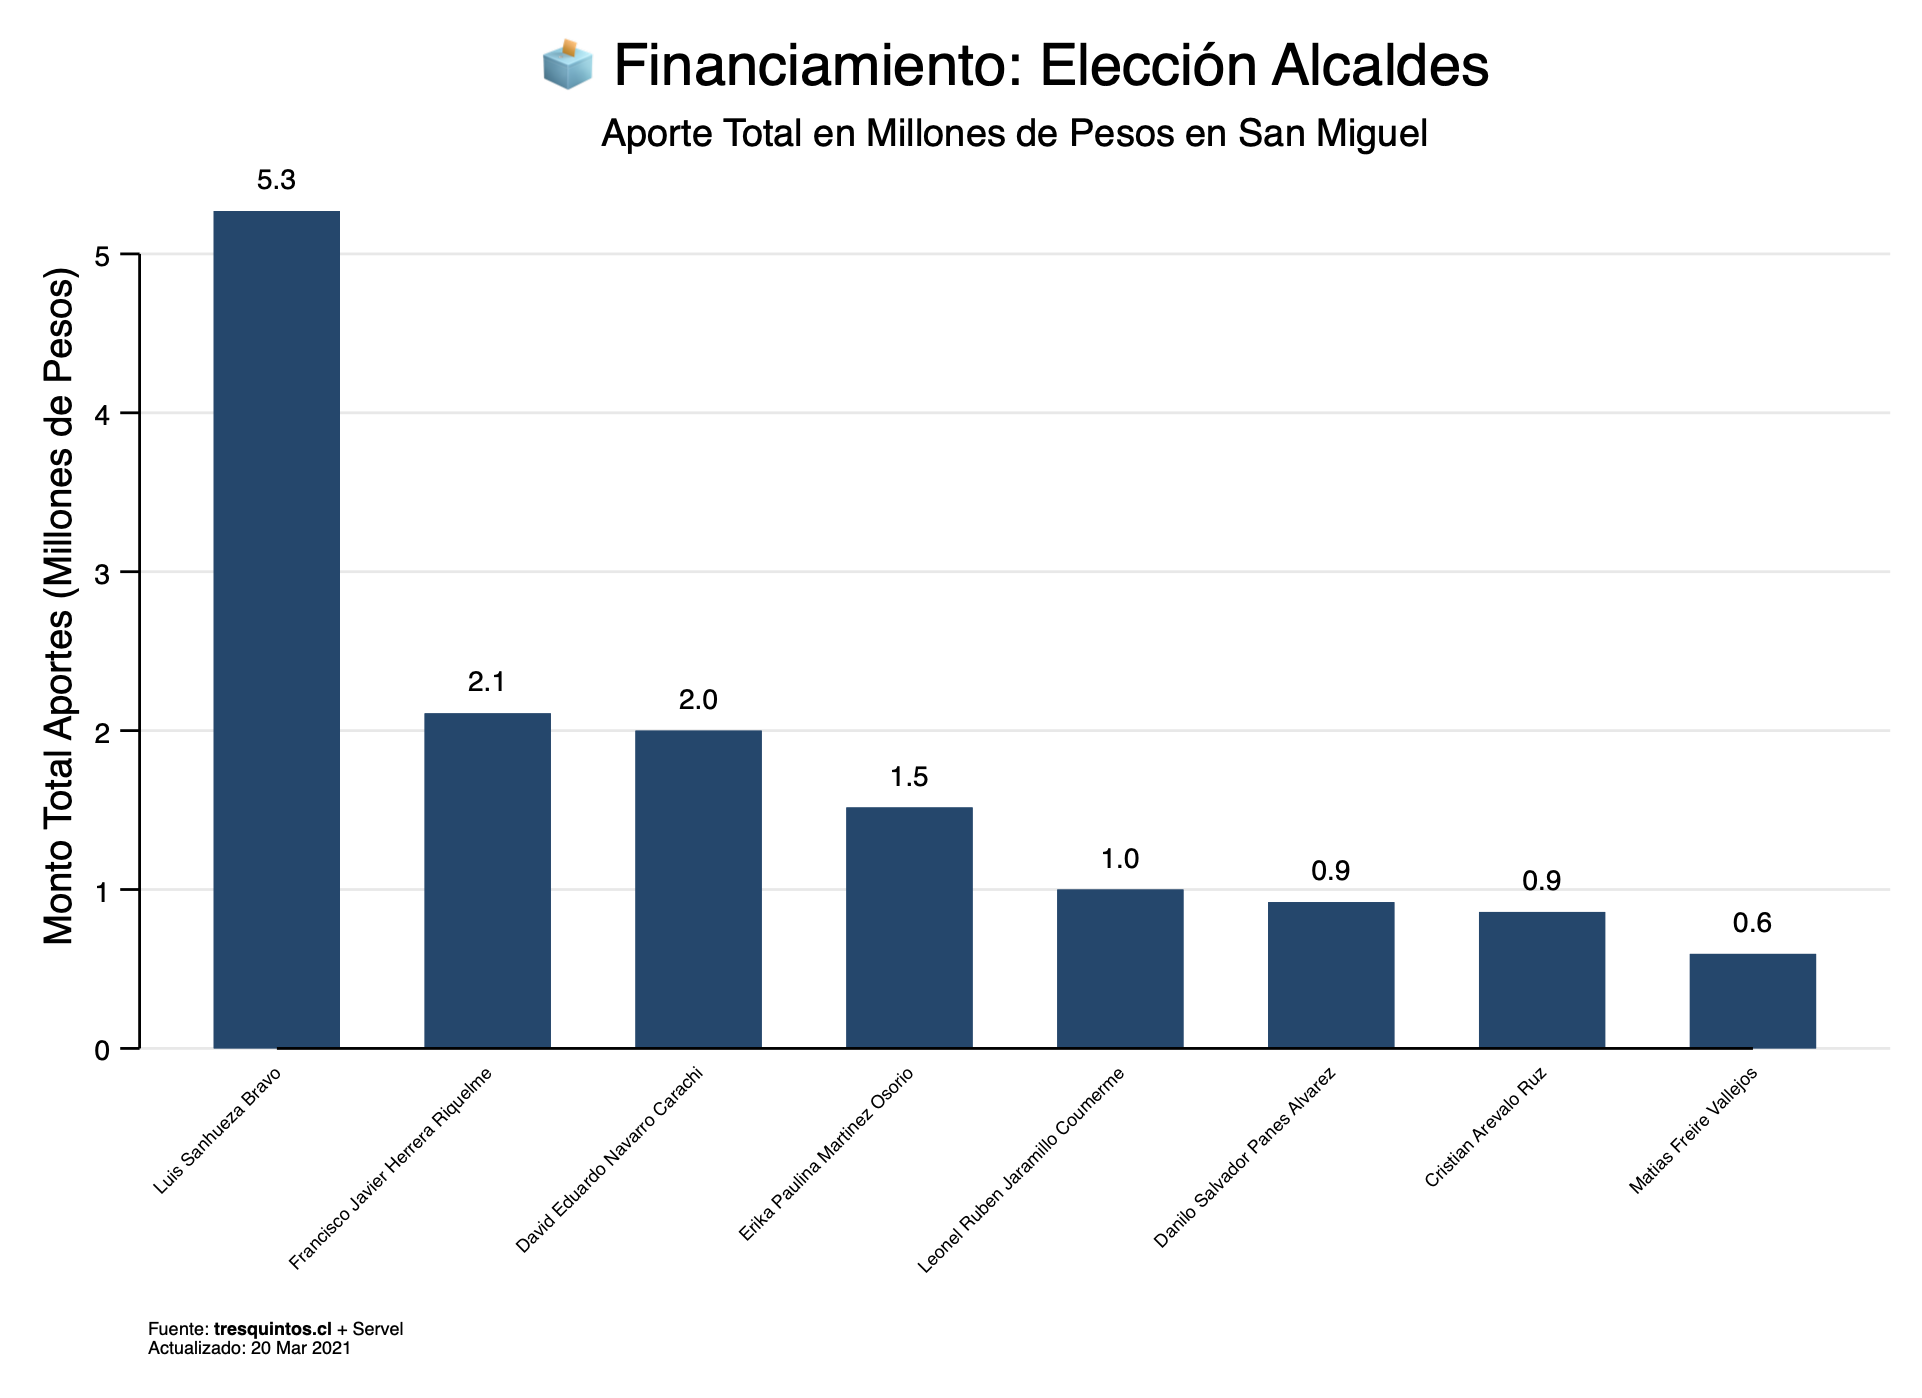 Financiamiento: Elección Alcaldes
Aporte Total en Millones de Pesos en San Miguel
Monto Total Aportes (Millones de Pesos)
5
4
3
2
1
0
5.3
2.1
2.0
1.5
1.0
0.9
0.9
0.6
Luis Sanhueza Bravo
Francisco Javier Herrera Riquelme
David Eduardo Navarro Carachi
Erika Paulina Martinez Osorio
Leonel Ruben Jaramillo Coumerme
Danilo Salvador Panes Alvarez
Cristian Arevalo Ruz
Matias Freire Vallejos
Fuente: tresquintos.cl + Servel
Actualizado: 20 Mar 2021